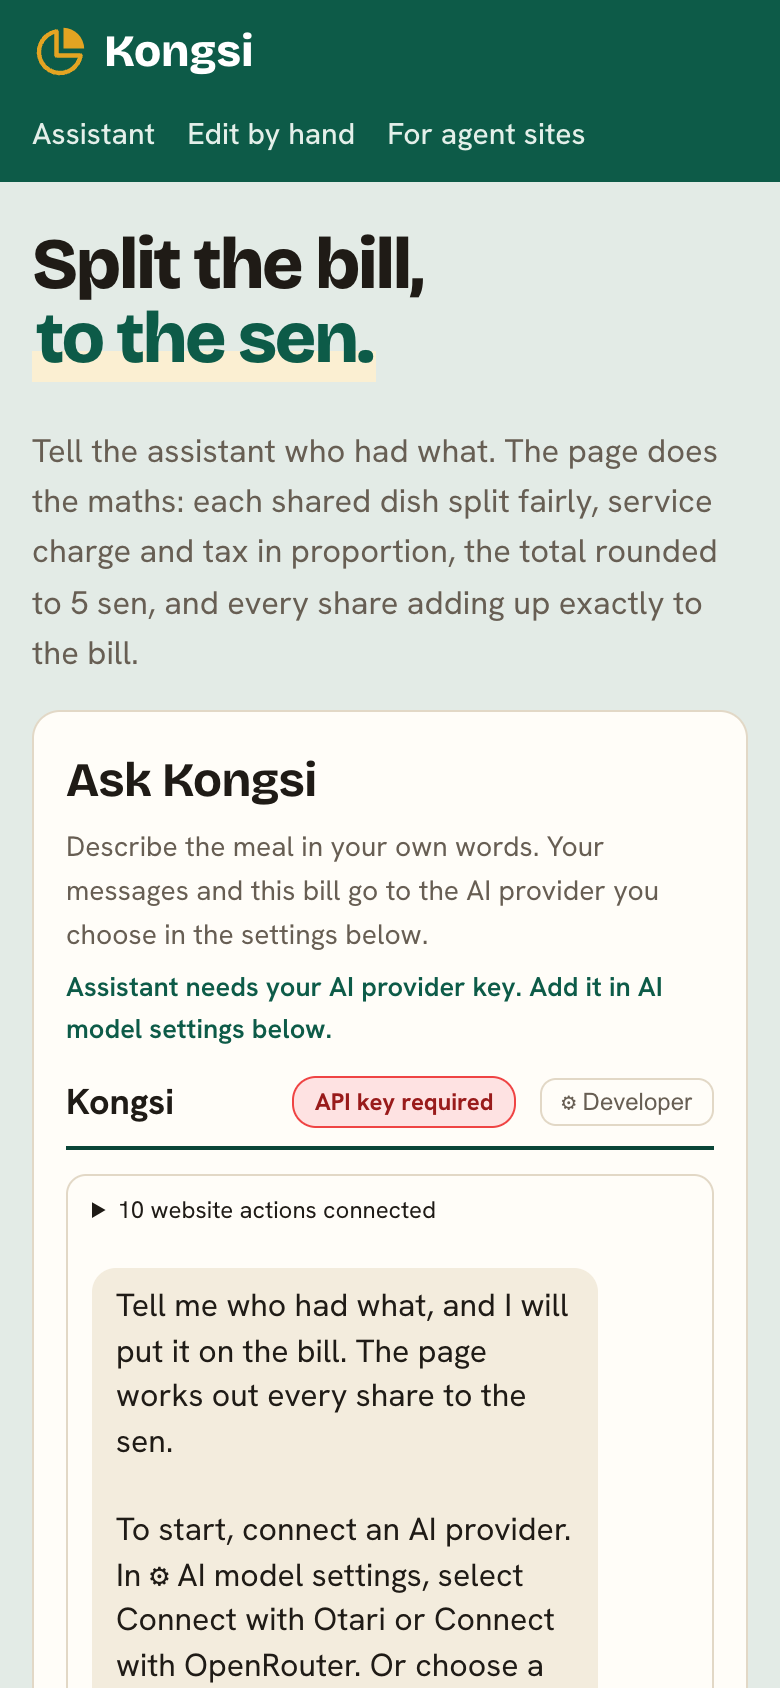 Kongsi
Assistant Edit by hand For agent sites
Split the bill,
to the sen.
Tell the assistant who had what. The page does
the maths: each shared dish split fairly, service
charge and tax in proportion, the total rounded
to 5 sen, and every share adding up exactly to
the bill.
Ask Kongsi
Describe the meal in your own words. Your
messages and this bill go to the AI provider you
choose in the settings below.
Assistant needs your AI provider key. Add it in AI
model settings below.
Kongsi API key required ⚙ Developer
▶ 10 website actions connected
Tell me who had what, and I will
put it on the bill. The page
works out every share to the
sen.
To start, connect an AI provider.
In ⚙ AI model settings, select
Connect with Otari or Connect
with OpenRouter. Or choose a